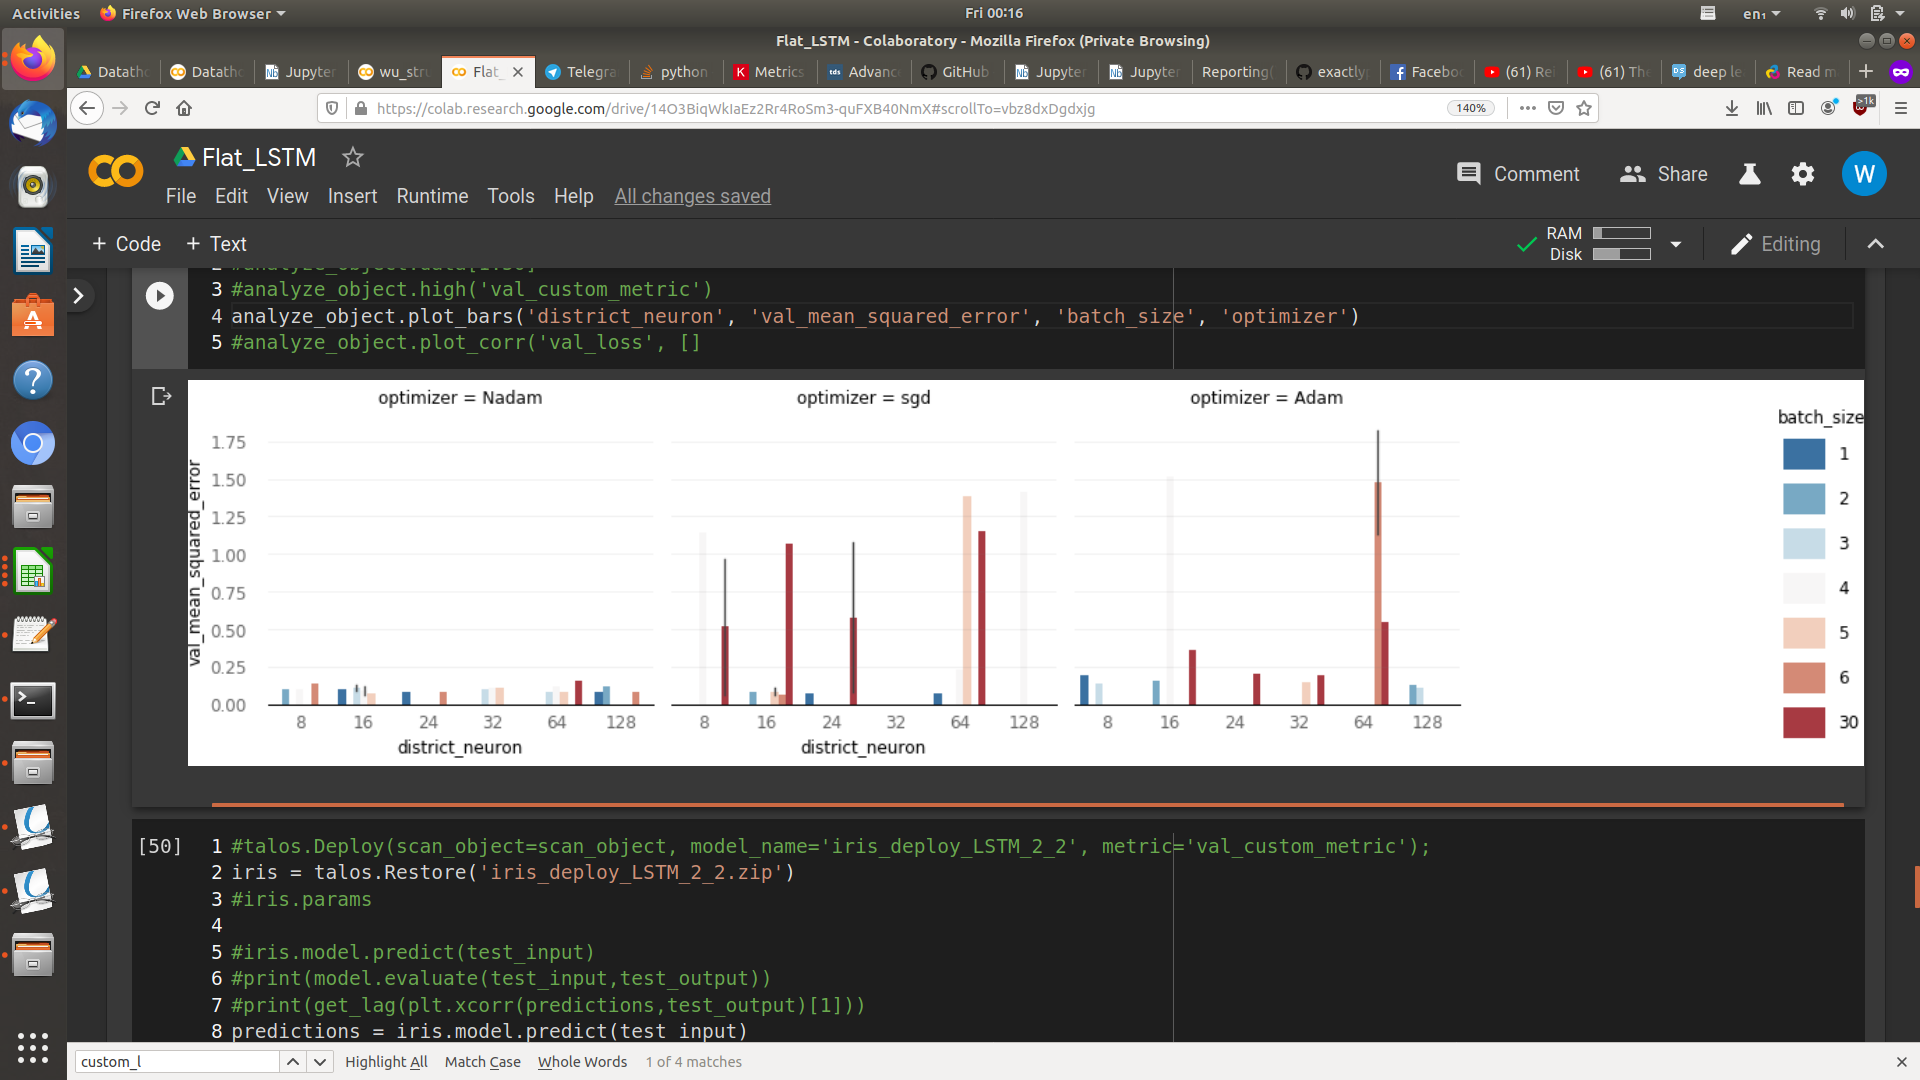 Activities
Firefox Web Browser
Fri 00:16
en₁
Flat_LSTM - Colaboratory - Mozilla Firefox (Private Browsing)
Datatho
Datatho
Jupyter
wu_stru
Flat_
Telegra
python
Metrics
Advanc
GitHub
Jupyter
Jupyter
Reporting(
exactly
Facebo
(61) Re
(61) The
deep le
Read m
https://colab.research.google.com/drive/14O3BiqWkIaEz2Rr4RoSm3-quFXB40NmX#scrollTo=vbz8dxDgdxjg
140%
>1k
Flat_LSTM
Comment
Share
W
File Edit View Insert Runtime Tools Help All changes saved
+ Code + Text
RAM
Disk
Editing
3 #analyze_object.high('val_custom_metric')
4 analyze_object.plot_bars('district_neuron', 'val_mean_squared_error', 'batch_size', 'optimizer')
5 #analyze_object.plot_corr('val_loss', []
optimizer = Nadam
optimizer = sgd
optimizer = Adam
batch_size
1
2
3
4
5
6
30
val_mean_squared_error
1.75
1.50
1.25
1.00
0.75
0.50
0.25
0.00
8 16 24 32 64 128
8 16 24 32 64 128
8 16 24 32 64 128
district_neuron
district_neuron
[50]
1 #talos.Deploy(scan_object=scan_object, model_name='iris_deploy_LSTM_2_2', metric='val_custom_metric');
2 iris = talos.Restore('iris_deploy_LSTM_2_2.zip')
3 #iris.params
4
5 #iris.model.predict(test_input)
6 #print(model.evaluate(test_input,test_output))
7 #print(get_lag(plt.xcorr(predictions,test_output)[1]))
8 predictions = iris.model.predict(test_input)
custom_l
Highlight All
Match Case
Whole Words
1 of 4 matches